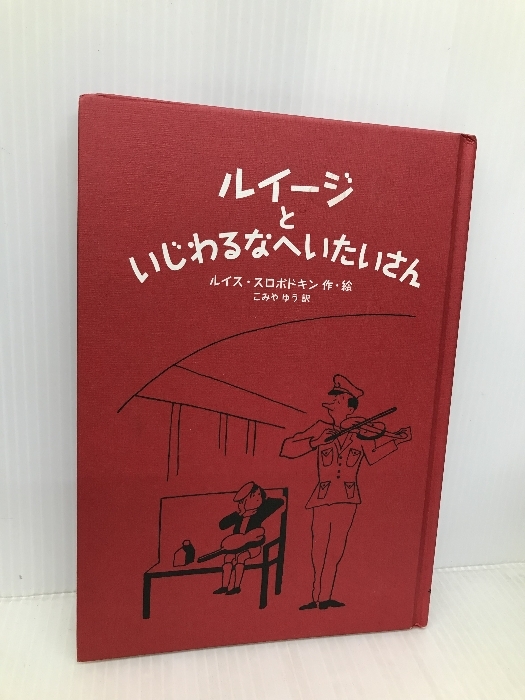 ルイージ
と
いじわるなへいたいさん
ルイス・スロボドキン 作・絵
こみや ゆう 訳